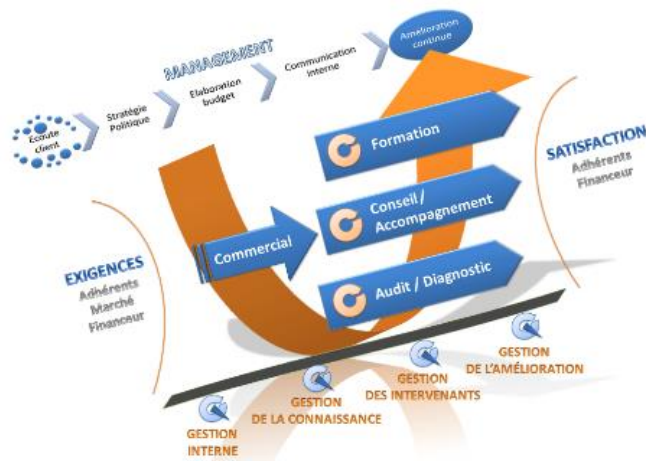 MANAGEMENT
Ecoute
client
Stratégie
Politique
Elaboration
budget
Communication
interne
Amélioration
continue
Formation
Conseil /
Accompagnement
Audit / Diagnostic
Commercial
EXIGENCES
Adhérents
Marché
Financeur
SATISFACTION
Adhérents
Financeur
GESTION
INTERNE
GESTION
DE LA CONNAISSANCE
GESTION
DES INTERVENANTS
GESTION
DE L'AMÉLIORATION